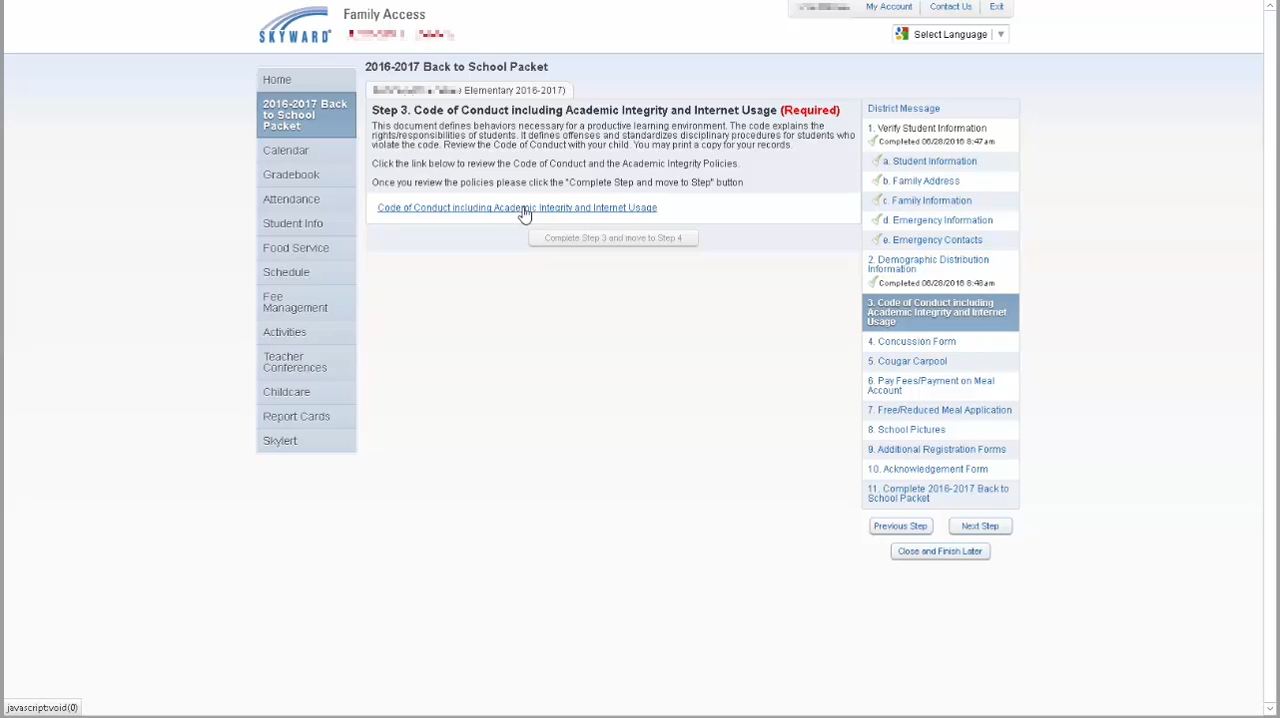 SKYWARD
Family Access
My Account
Contact Us
Exit
Select Language
2016-2017 Back to School Packet
Elementary 2016-2017)
Home
2016-2017 Back
to School
Packet
Calendar
Gradebook
Attendance
Student Info
Food Service
Schedule
Fee
Management
Activities
Teacher
Conferences
Childcare
Report Cards
Skylert
Step 3. Code of Conduct including Academic Integrity and Internet Usage (Required)
This document defines behaviors necessary for a productive learning environment. The code explains the
rights/responsibilities of students. It defines offenses and standardizes disciplinary procedures for students who
violate the code. Review the Code of Conduct with your child. You may print a copy for your records.
Click the link below to review the Code of Conduct and the Academic Integrity Policies.
Once you review the policies please click the "Complete Step and move to Step" button
Code of Conduct including Academic Integrity and Internet Usage
Complete Step 3 and move to Step 4
District Message
1. Verify Student Information
Completed 06/28/2016 8:47am
a. Student Information
b. Family Address
c. Family Information
d. Emergency Information
e. Emergency Contacts
2. Demographic Distribution
Information
Completed 06/28/2016 8:48am
3. Code of Conduct including
Academic Integrity and Internet
Usage
4. Concussion Form
5. Cougar Carpool
6. Pay Fees/Payment on Meal
Account
7. Free/Reduced Meal Application
8. School Pictures
9. Additional Registration Forms
10. Acknowledgement Form
11. Complete 2016-2017 Back to
School Packet
Previous Step
Next Step
Close and Finish Later
javascript:void(0)